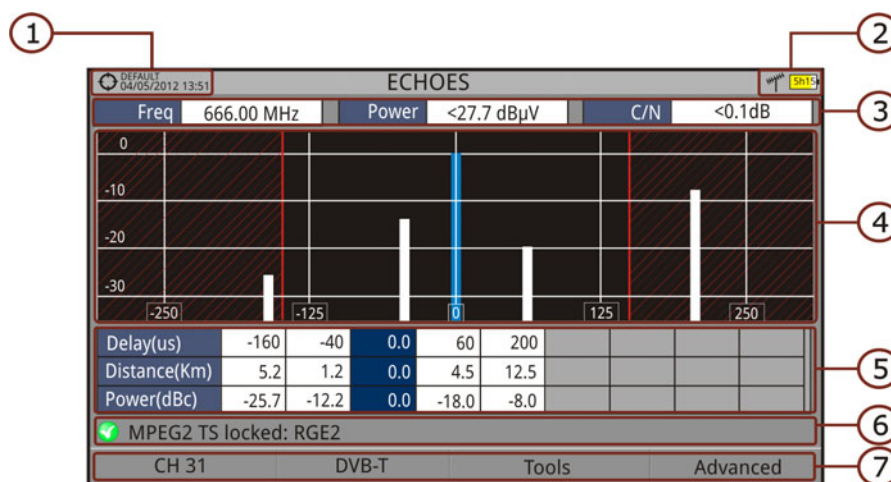 1
2
DEFAULT
04/05/2012 13:51
ECHOES
5h15
Freq 666.00 MHz Power <27.7 dBµV C/N <0.1dB
3
0
-10
-20
-30
-250 -125 0 125 250
4
Delay(us) -160 -40 0.0 60 200
Distance(Km) 5.2 1.2 0.0 4.5 12.5
Power(dBc) -25.7 -12.2 0.0 -18.0 -8.0
5
MPEG2 TS locked: RGE2
6
CH 31 DVB-T Tools Advanced
7